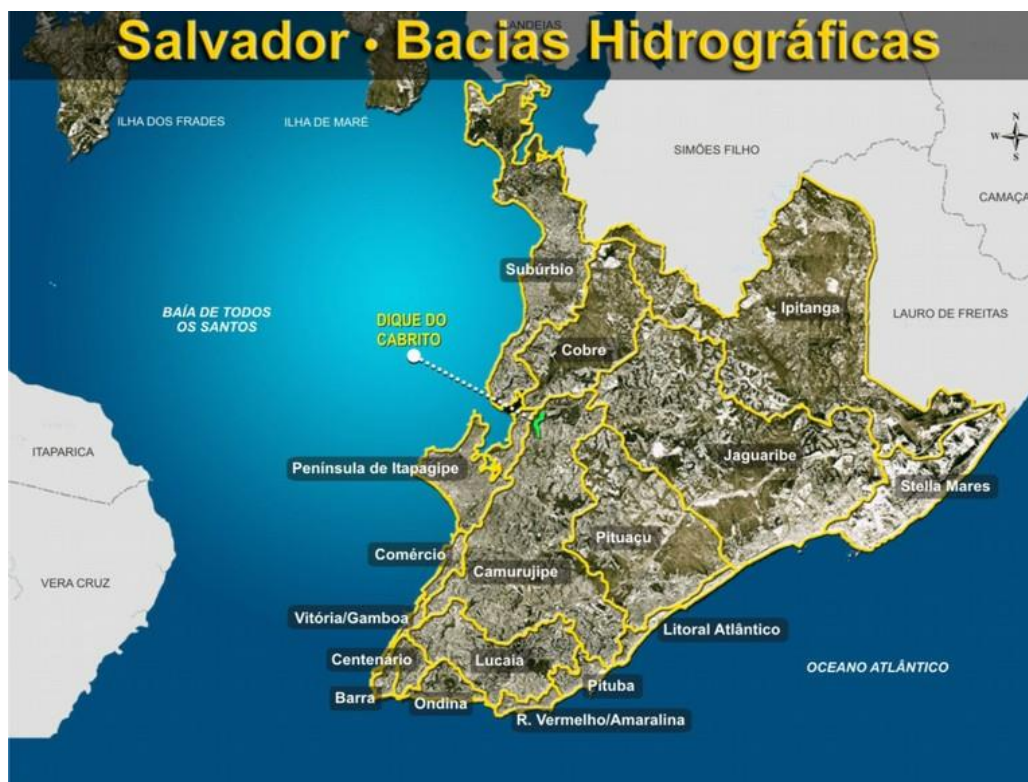 Salvador • Bacias Hidrográficas
ILHA DOS FRADES
ILHA DE MARÉ
SIMÕES FILHO
N
W
E
S
CAMAÇA
Subúrbio
Ipitanga
LAURO DE FREITAS
BAÍA DE TODOS
OS SANTOS
DIQUE DO
CABRITO
Cobre
ITAPARICA
Península de Itapagipe
Jaguaribe
Stella Mares
Comércio
Pituaçu
Camurujipe
VERA CRUZ
Vitória/Gamboa
Litoral Atlântico
Centenário
Lucaia
OCEANO ATLÂNTICO
Barra
Ondina
Pituba
R. Vermelho/Amaralina